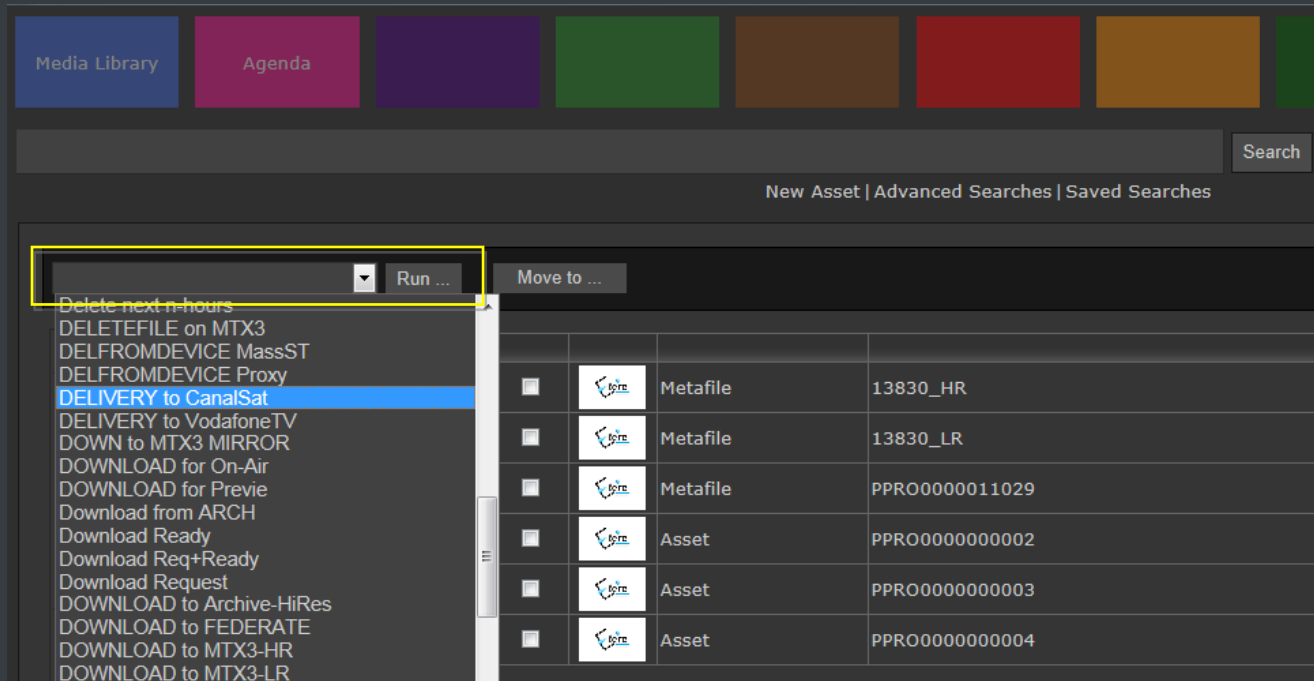 Media Library
Agenda
Search
New Asset | Advanced Searches | Saved Searches
Run ...
Move to ...
Delete next n-hours
DELETEFILE on MTX3
DELFROMDEVICE MassST
DELFROMDEVICE Proxy
DELIVERY to CanalSat
DELIVERY to VodafoneTV
DOWN to MTX3 MIRROR
DOWNLOAD for On-Air
DOWNLOAD for Previe
Download from ARCH
Download Ready
Download Req+Ready
Download Request
DOWNLOAD to Archive-HiRes
DOWNLOAD to FEDERATE
DOWNLOAD to MTX3-HR
DOWNLOAD to MTX3-LR
Metafile 13830_HR
Metafile 13830_LR
Metafile PPRO0000011029
Asset PPRO0000000002
Asset PPRO0000000003
Asset PPRO0000000004